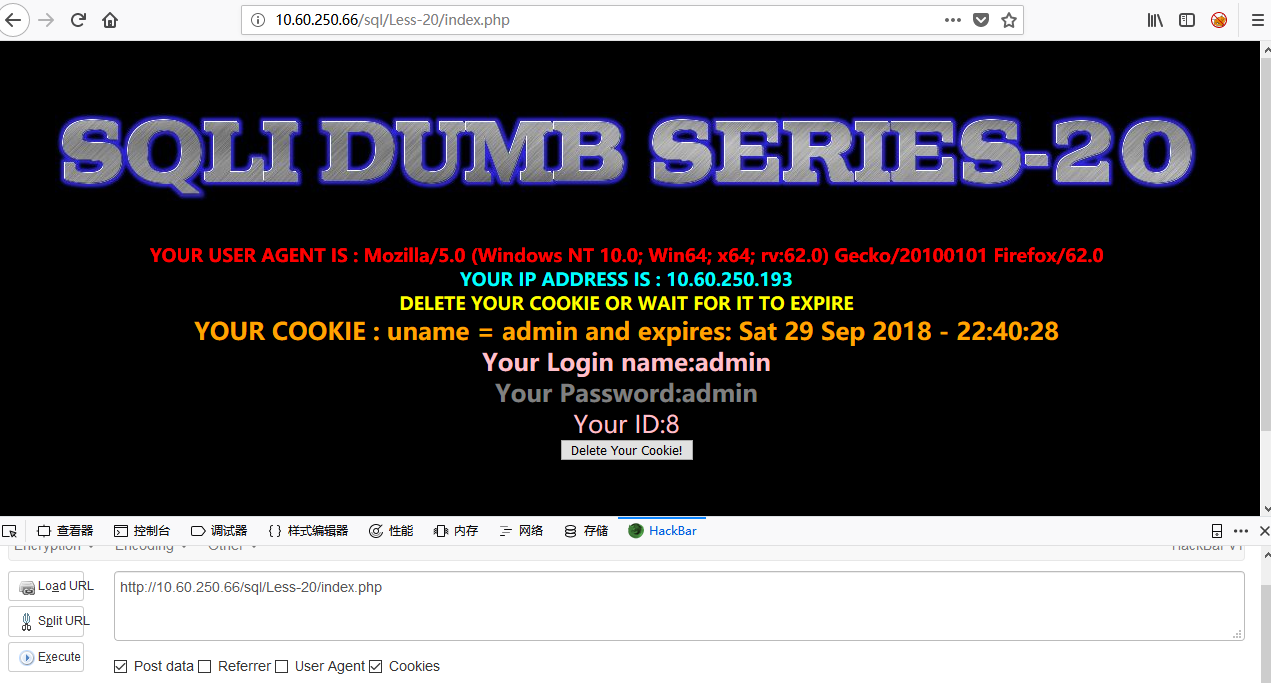 10.60.250.66/sql/Less-20/index.php
SQLI DUMB SERIES-20
YOUR USER AGENT IS : Mozilla/5.0 (Windows NT 10.0; Win64; x64; rv:62.0) Gecko/20100101 Firefox/62.0
YOUR IP ADDRESS IS : 10.60.250.193
DELETE YOUR COOKIE OR WAIT FOR IT TO EXPIRE
YOUR COOKIE : uname = admin and expires: Sat 29 Sep 2018 - 22:40:28
Your Login name:admin
Your Password:admin
Your ID:8
Delete Your Cookie!
查看器 控制台 调试器 { } 样式编辑器 性能 内存 网络 存储 HackBar
Encryption Encoding Other HackBar V1
Load URL http://10.60.250.66/sql/Less-20/index.php
Split URL
Execute
Post data Referrer User Agent Cookies